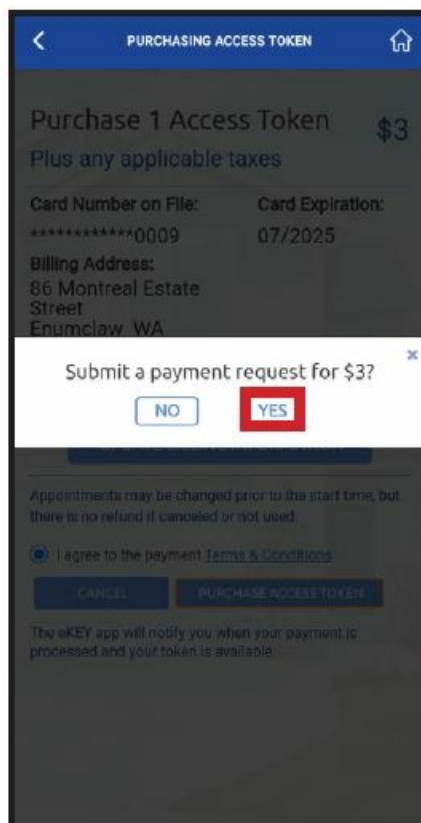 PURCHASING ACCESS TOKEN
Purchase 1 Access Token $3
Plus any applicable taxes
Card Number on File: Card Expiration:
************0009 07/2025
Billing Address:
86 Montreal Estate
Street
Enumclaw WA
Submit a payment request for $3?
NO YES
Appointments may be changed prior to the start time, but
there is no refund if canceled or not used.
I agree to the payment Terms & Conditions
CANCEL PURCHASE ACCESS TOKEN
The eKEY app will notify you when your payment is
processed and your token is available.